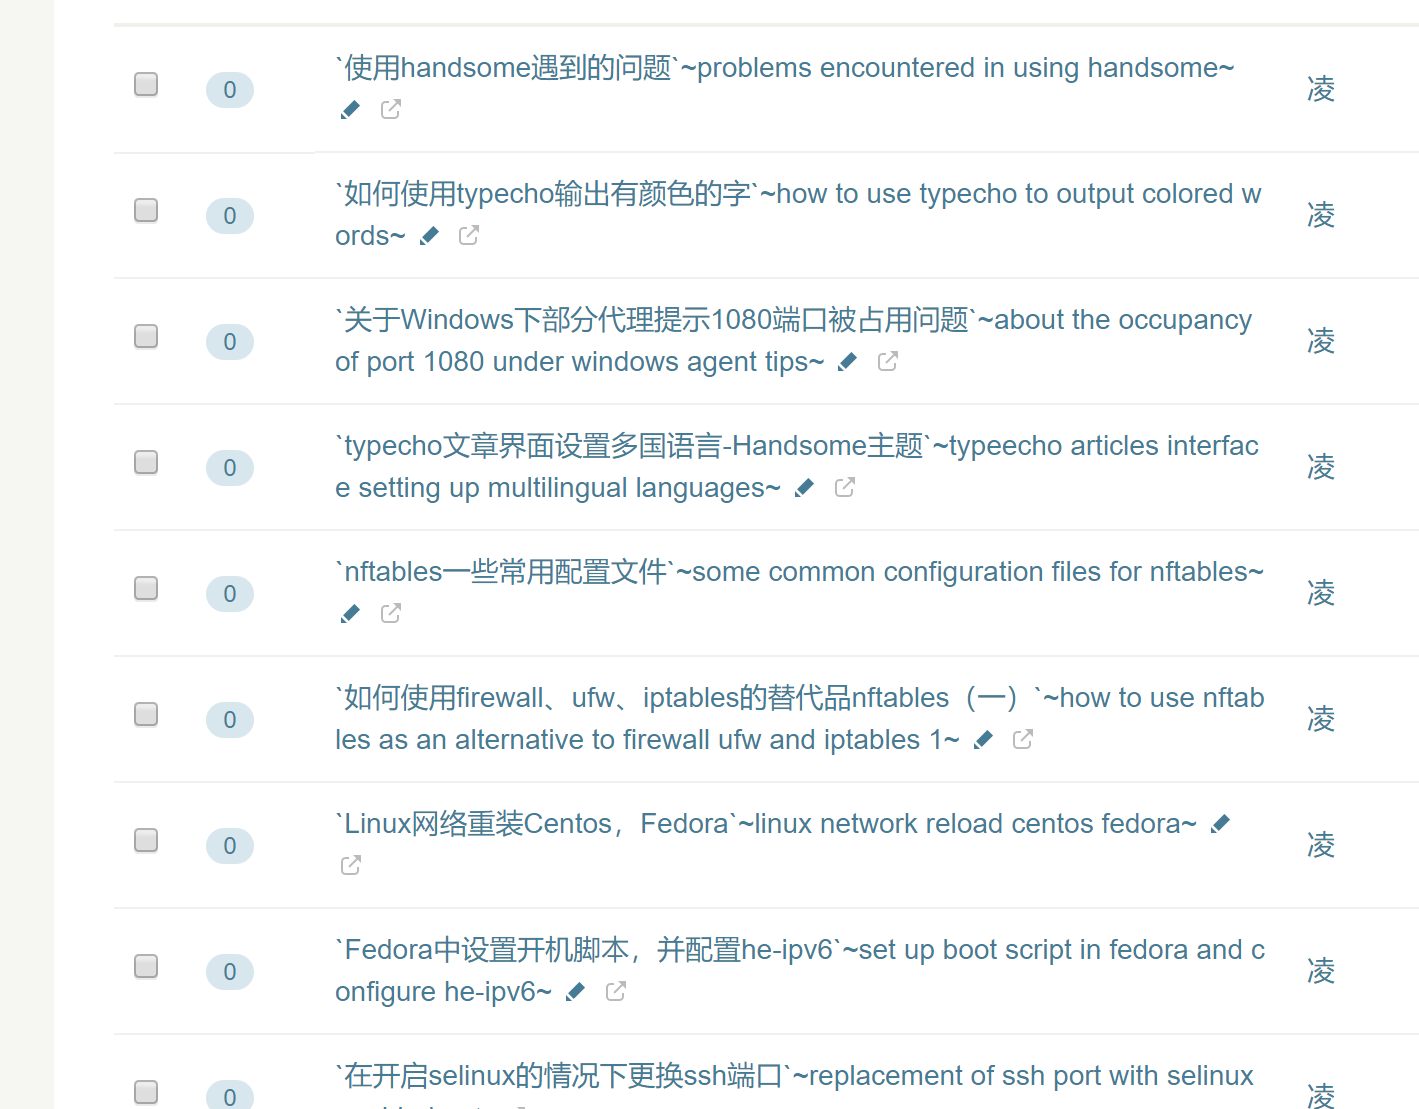 0
`使用handsome遇到的问题`~problems encountered in using handsome~
凌
0
`如何使用typecho输出有颜色的字`~how to use typecho to output colored w
ords~
凌
0
`关于Windows下部分代理提示1080端口被占用问题`~about the occupancy
of port 1080 under windows agent tips~
凌
0
`typecho文章界面设置多国语言-Handsome主题`~typeecho articles interfac
e setting up multilingual languages~
凌
0
`nftables一些常用配置文件`~some common configuration files for nftables~
凌
0
`如何使用firewall、ufw、iptables的替代品nftables（一）`~how to use nftab
les as an alternative to firewall ufw and iptables 1~
凌
0
`Linux网络重装Centos，Fedora`~linux network reload centos fedora~
凌
0
`Fedora中设置开机脚本，并配置he-ipv6`~set up boot script in fedora and c
onfigure he-ipv6~
凌
0
`在开启selinux的情况下更换ssh端口`~replacement of ssh port with selinux
凌